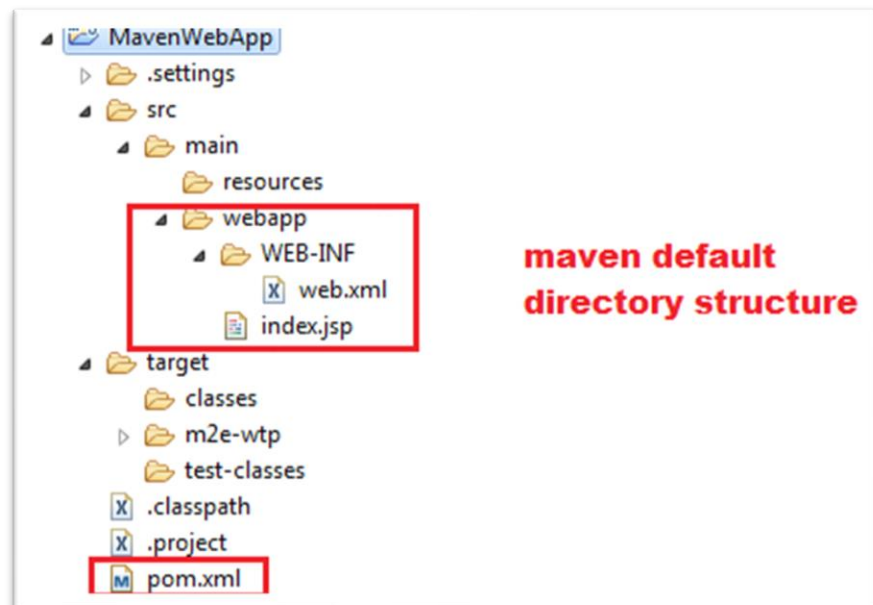 MavenWebApp
.settings
src
main
resources
webapp
WEB-INF
web.xml
index.jsp
maven default
directory structure
target
classes
m2e-wtp
test-classes
.classpath
.project
pom.xml